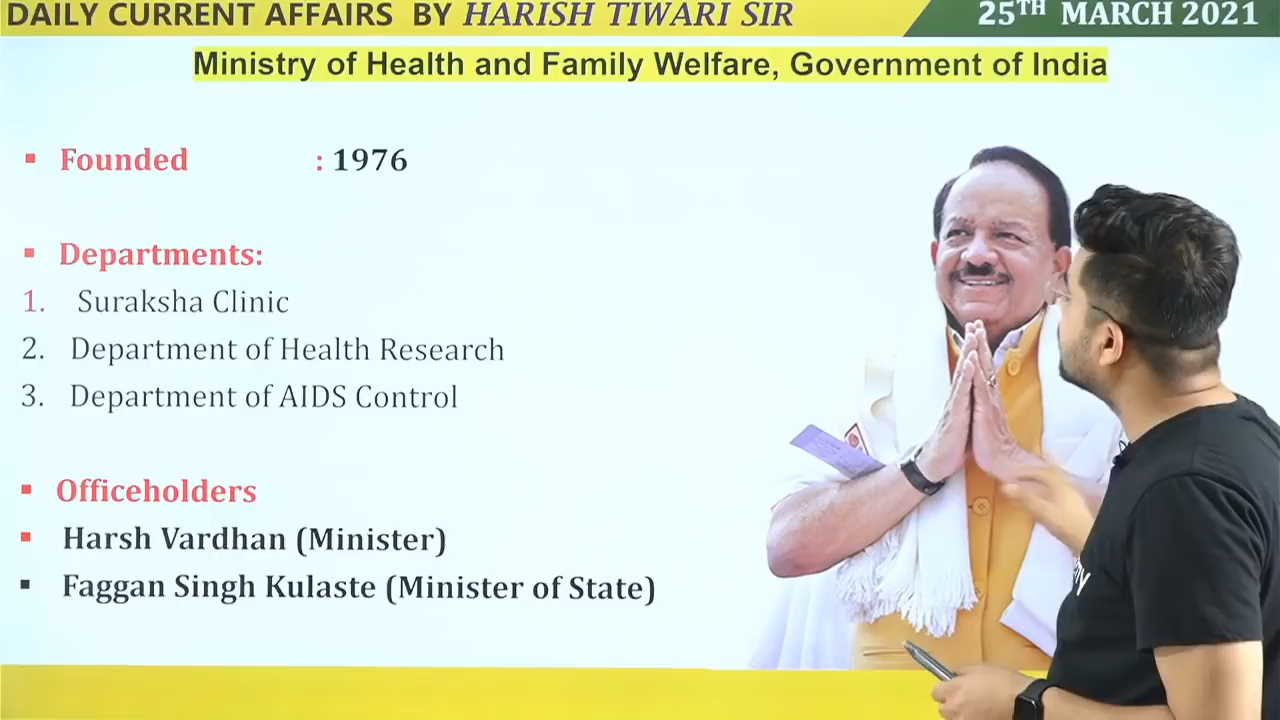 DAILY CURRENT AFFAIRS BY HARISH TIWARI SIR
25TH MARCH 2021
Ministry of Health and Family Welfare, Government of India
▪ Founded : 1976
▪ Departments:
1. Suraksha Clinic
2. Department of Health Research
3. Department of AIDS Control
▪ Officeholders
▪ Harsh Vardhan (Minister)
▪ Faggan Singh Kulaste (Minister of State)